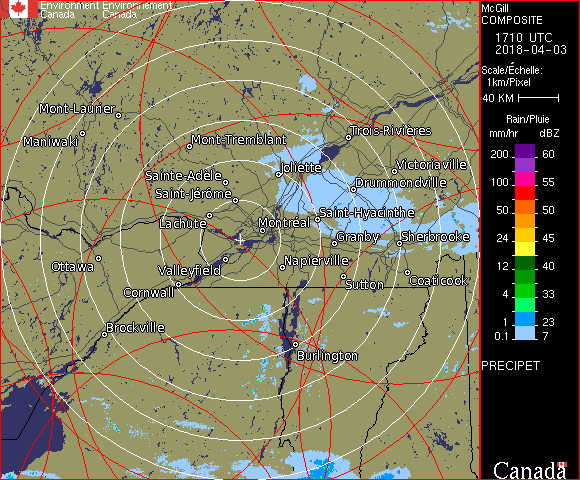 Environment Environnement
Canada Canada
McGill
COMPOSITE
1710 UTC
2018-04-03
Scale/Échelle:
1km/Pixel
40 KM
Rain/Pluie
mm/hr dBZ
200 60
100 55
50 50
24 45
12 40
4 33
1 23
0.1 7
PRECIPET
Canada
Mont-Laurier
Maniwaki
Mont-Tremblant
Trois-Rivières
Sainte-Adèle
Joliette
Victoriaville
Saint-Jérôme
Drummondville
Lachute
Montréal
Saint-Hyacinthe
Granby
Sherbrooke
Ottawa
Valleyfield
Napierville
Cornwall
Sutton
Coaticook
Brockville
Burlington